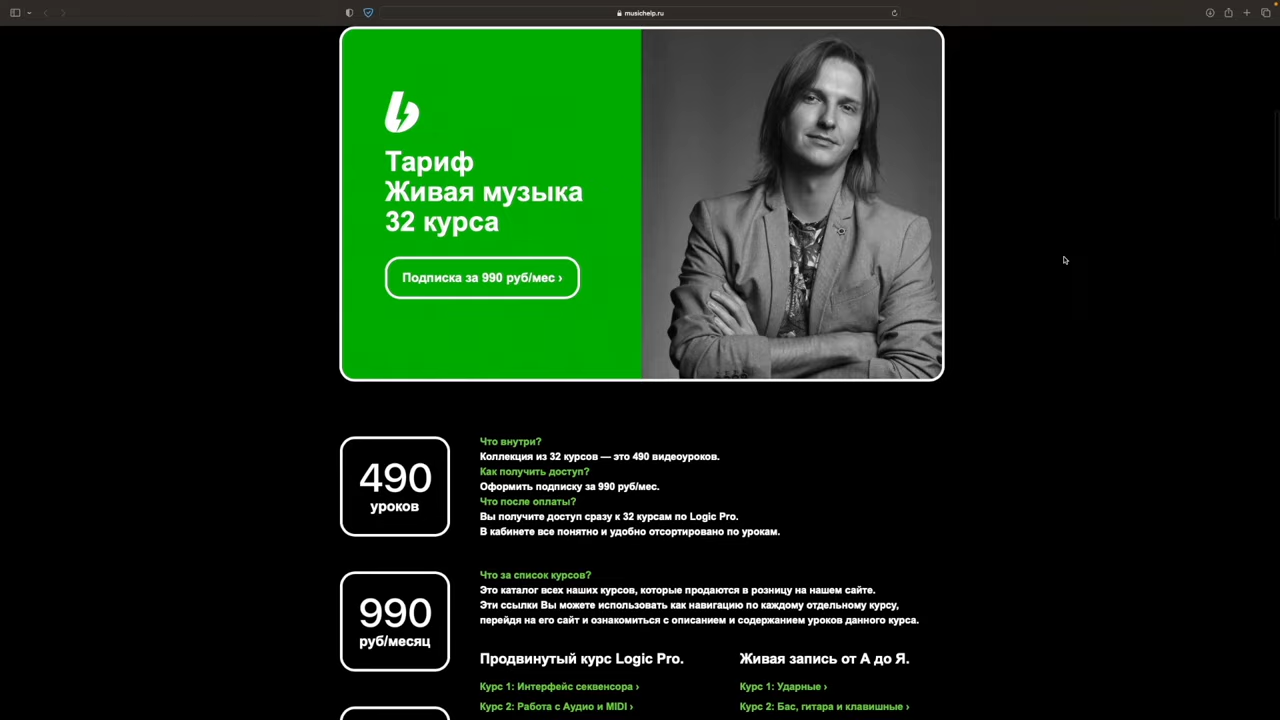 musichelp.ru
Тариф
Живая музыка
32 курса
Подписка за 990 руб/мес ›
490
уроков
Что внутри?
Коллекция из 32 курсов — это 490 видеоуроков.
Как получить доступ?
Оформить подписку за 990 руб/мес.
Что после оплаты?
Вы получите доступ сразу к 32 курсам по Logic Pro.
В кабинете все понятно и удобно отсортировано по урокам.
990
руб/месяц
Что за список курсов?
Это каталог всех наших курсов, которые продаются в розницу на нашем сайте.
Эти ссылки Вы можете использовать как навигацию по каждому отдельному курсу,
перейдя на его сайт и ознакомиться с описанием и содержанием уроков данного курса.
Продвинутый курс Logic Pro.
Курс 1: Интерфейс секвенсора ›
Курс 2: Работа с Аудио и MIDI ›
Живая запись от А до Я.
Курс 1: Ударные ›
Курс 2: Бас, гитара и клавишные ›